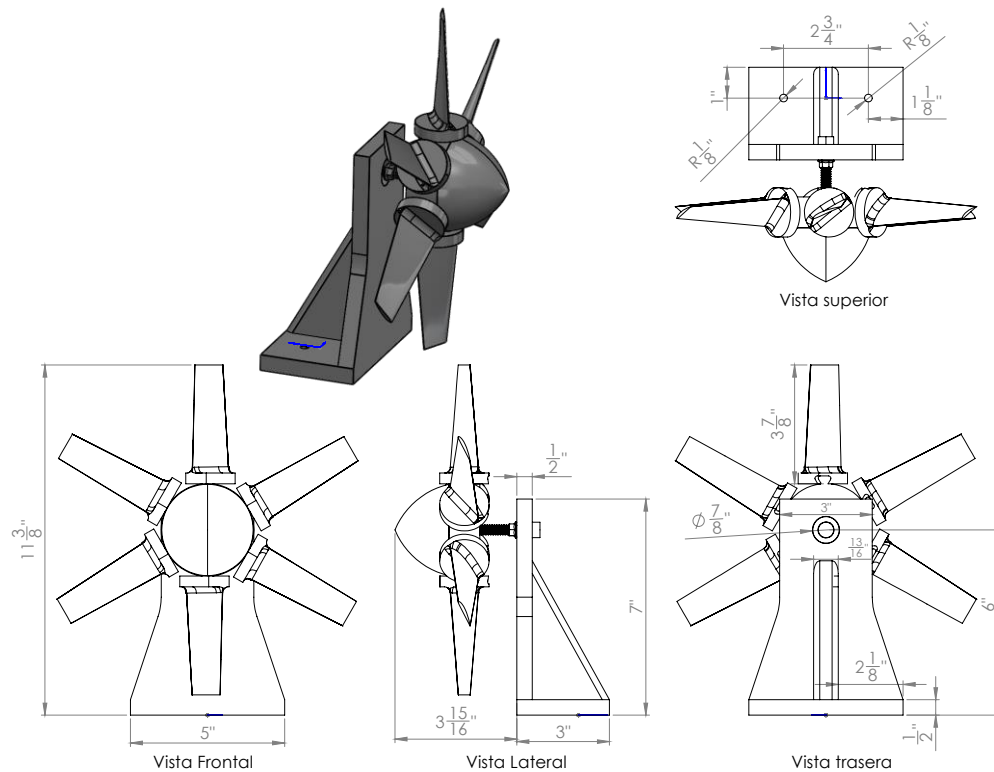 2 3/4"
R1/8"
1"
1 1/8"
R1/8"
Vista superior
11 3/8"
5"
Vista Frontal
1/2"
7"
3 15/16"
3"
Vista Lateral
3 7/8"
3"
Ø 7/8"
13/16"
6"
2 1/8"
1/2"
Vista trasera